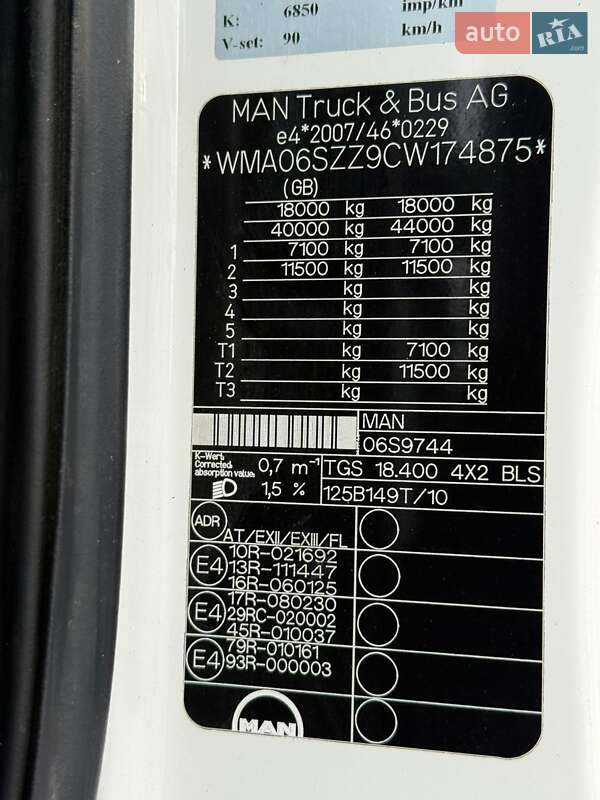 K: 6850 imp/km
V-set: 90 km/h
auto RIA.com
MAN Truck & Bus AG
e4*2007/46*0229
*WMA06SZZ9CW174875*
(GB)
18000 kg 18000 kg
40000 kg 44000 kg
1 7100 kg 7100 kg
2 11500 kg 11500 kg
3 kg kg
4 kg kg
5 kg kg
T1 kg 7100 kg
T2 kg 11500 kg
T3 kg kg
MAN
06S9744
K-Wert:
Corrected absorption value: 0,7 m⁻¹
TGS 18.400 4X2 BLS
1,5 %
125B149T/10
ADR AT/EXII/EXIII/FL
10R-021692
E4 13R-111447
16R-060125
17R-080230
E4 29RC-020002
45R-010037
79R-010161
E4 93R-000003
MAN